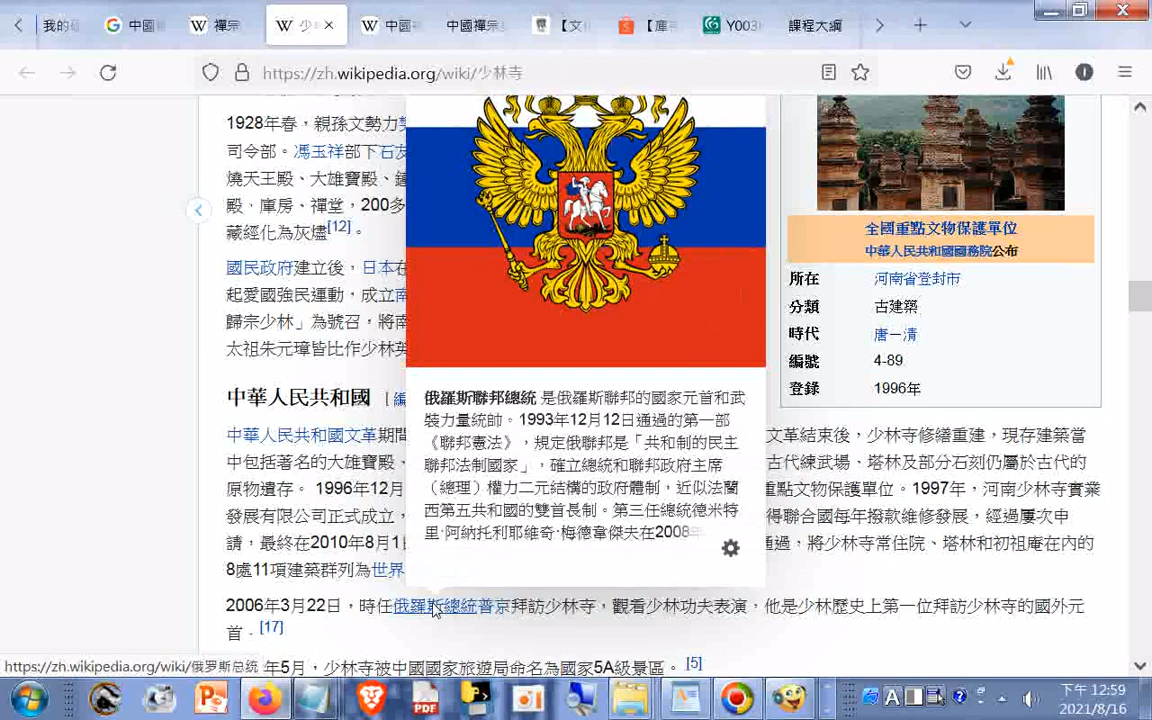 我的
中國
禪宗
少
中國
中國禪宗
【文
【庫
Y003
課程大綱
https://zh.wikipedia.org/wiki/少林寺
1928年春，親孫文勢力
司令部。馮玉祥部下石友
燒天王殿、大雄寶殿、鐘
殿、庫房、禪堂，200多
藏經化為灰燼[12]。
國民政府建立後，日本在
起愛國強民運動，成立南
歸宗少林」為號召，將南
太祖朱元璋皆比作少林英
中華人民共和國 [編
中華人民共和國文革期間
中包括著名的大雄寶殿、
原物遺存。 1996年12月
發展有限公司正式成立，
請，最終在2010年8月1
8處11項建築群列為世界
俄羅斯聯邦總統 是俄羅斯聯邦的國家元首和武
裝力量統帥。1993年12月12日通過的第一部
《聯邦憲法》，規定俄聯邦是「共和制的民主
聯邦法制國家」，確立總統和聯邦政府主席
（總理）權力二元結構的政府體制，近似法蘭
西第五共和國的雙首長制。第三任總統德米特
里·阿納托利耶維奇·梅德韋傑夫在2008年
全國重點文物保護單位
中華人民共和國國務院公布
所在 河南省登封市
分類 古建築
時代 唐－清
編號 4-89
登錄 1996年
文革結束後，少林寺修繕重建，現存建築當
古代練武場、塔林及部分石刻仍屬於古代的
重點文物保護單位。1997年，河南少林寺實業
得聯合國每年撥款維修發展，經過屢次申
通過，將少林寺常住院、塔林和初祖庵在內的
2006年3月22日，時任俄羅斯總統普京拜訪少林寺，觀看少林功夫表演，他是少林歷史上第一位拜訪少林寺的國外元
首．[17]
年5月，少林寺被中國國家旅遊局命名為國家5A級景區。[5]
https://zh.wikipedia.org/wiki/俄罗斯总统
PDF
A
下午 12:59
2021/8/16